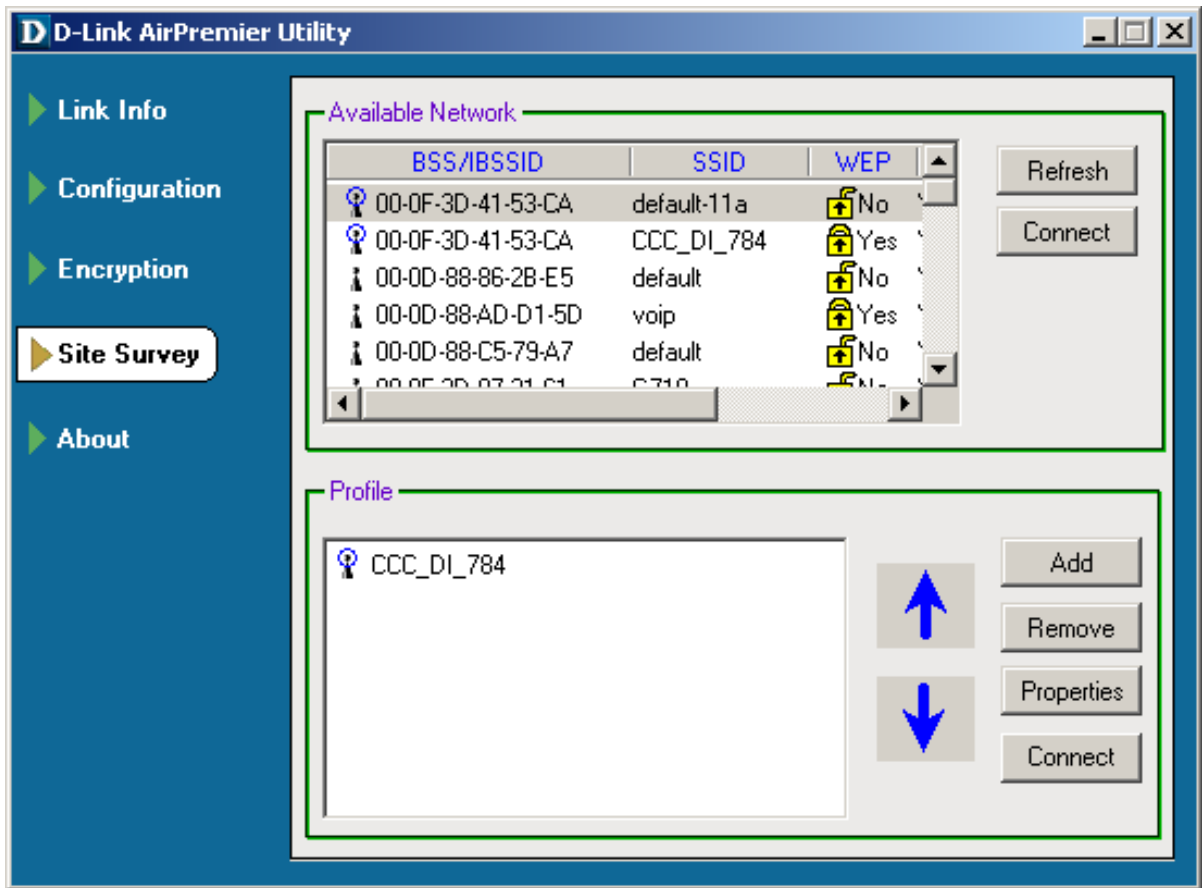 D D-Link AirPremier Utility
Link Info
Configuration
Encryption
Site Survey
About
Available Network
BSS/IBSSID SSID WEP
00-0F-3D-41-53-CA default-11a No
00-0F-3D-41-53-CA CCC_DI_784 Yes
00-0D-88-86-2B-E5 default No
00-0D-88-AD-D1-5D voip Yes
00-0D-88-C5-79-A7 default No
Refresh
Connect
Profile
CCC_DI_784
Add
Remove
Properties
Connect